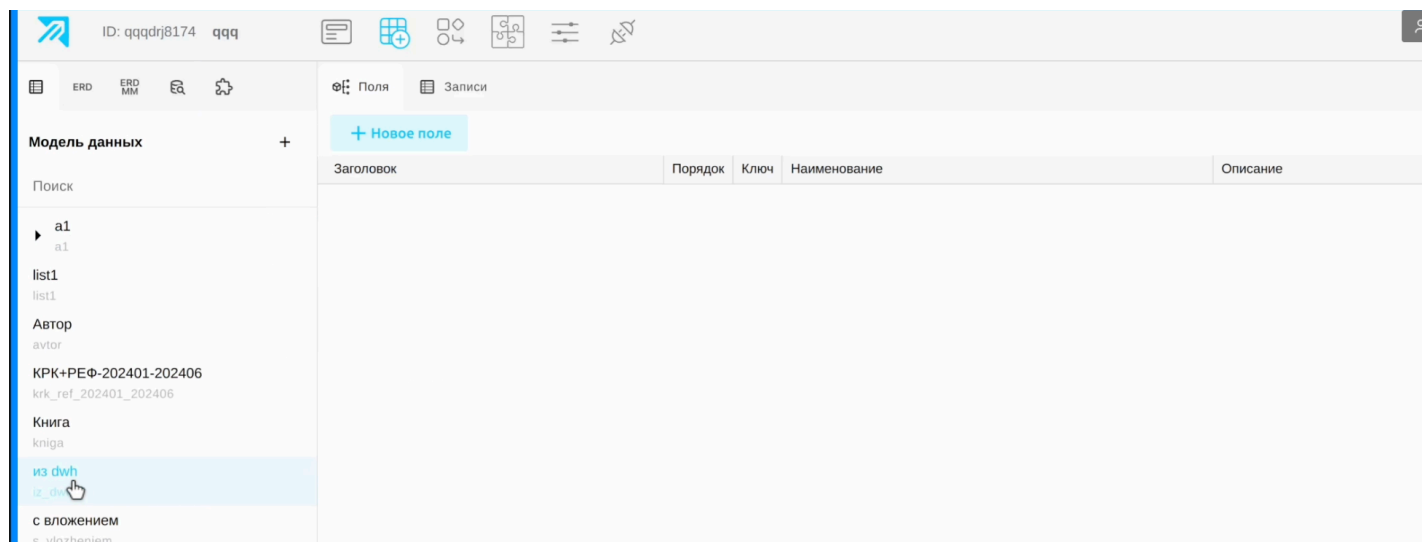 ID: qqqdrj8174 qqq
ERD
ERD MM
Поля
Записи
Модель данных
+
+ Новое поле
Заголовок
Порядок
Ключ
Наименование
Описание
Поиск
a1
a1
list1
list1
Автор
avtor
КРК+РЕФ-202401-202406
krk_ref_202401_202406
Книга
kniga
из dwh
с вложением
s_vlozheniem